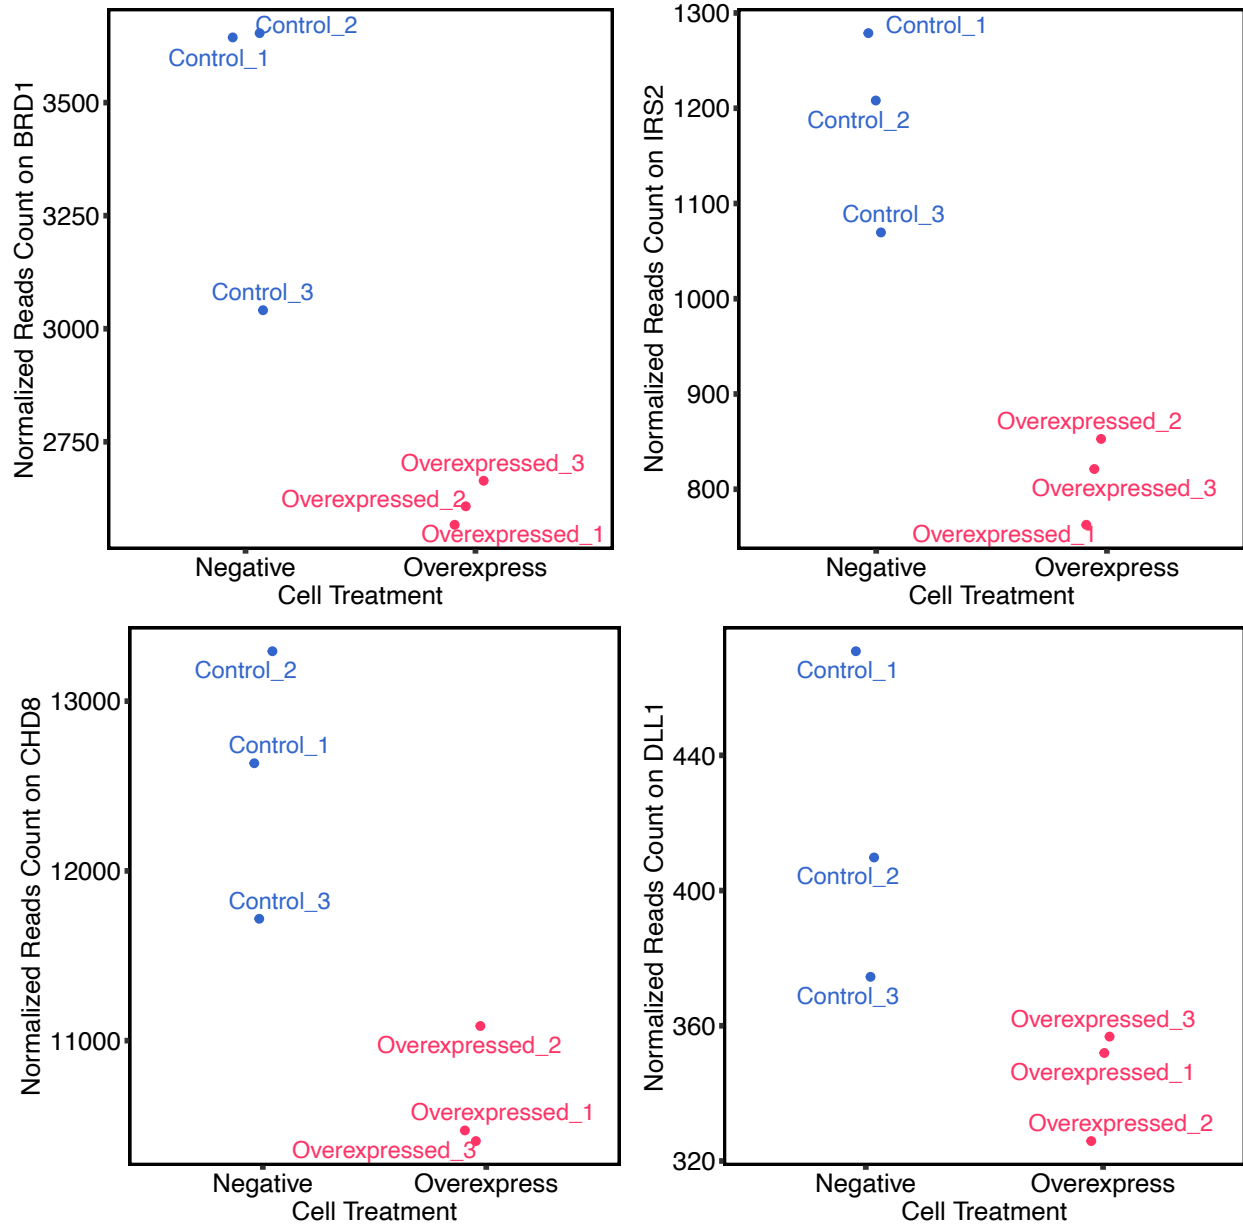 Normalized Reads Count on BRD1
3500
3250
3000
2750
Control_2
Control_1
Control_3
Overexpressed_3
Overexpressed_2
Overexpressed_1
Negative
Overexpress
Cell Treatment
Normalized Reads Count on IRS2
1300
1200
1100
1000
900
800
Control_1
Control_2
Control_3
Overexpressed_2
Overexpressed_3
Overexpressed_1
Negative
Overexpress
Cell Treatment
Normalized Reads Count on CHD8
13000
12000
11000
Control_2
Control_1
Control_3
Overexpressed_2
Overexpressed_1
Overexpressed_3
Negative
Overexpress
Cell Treatment
Normalized Reads Count on DLL1
440
400
360
320
Control_1
Control_2
Control_3
Overexpressed_3
Overexpressed_1
Overexpressed_2
Negative
Overexpress
Cell Treatment